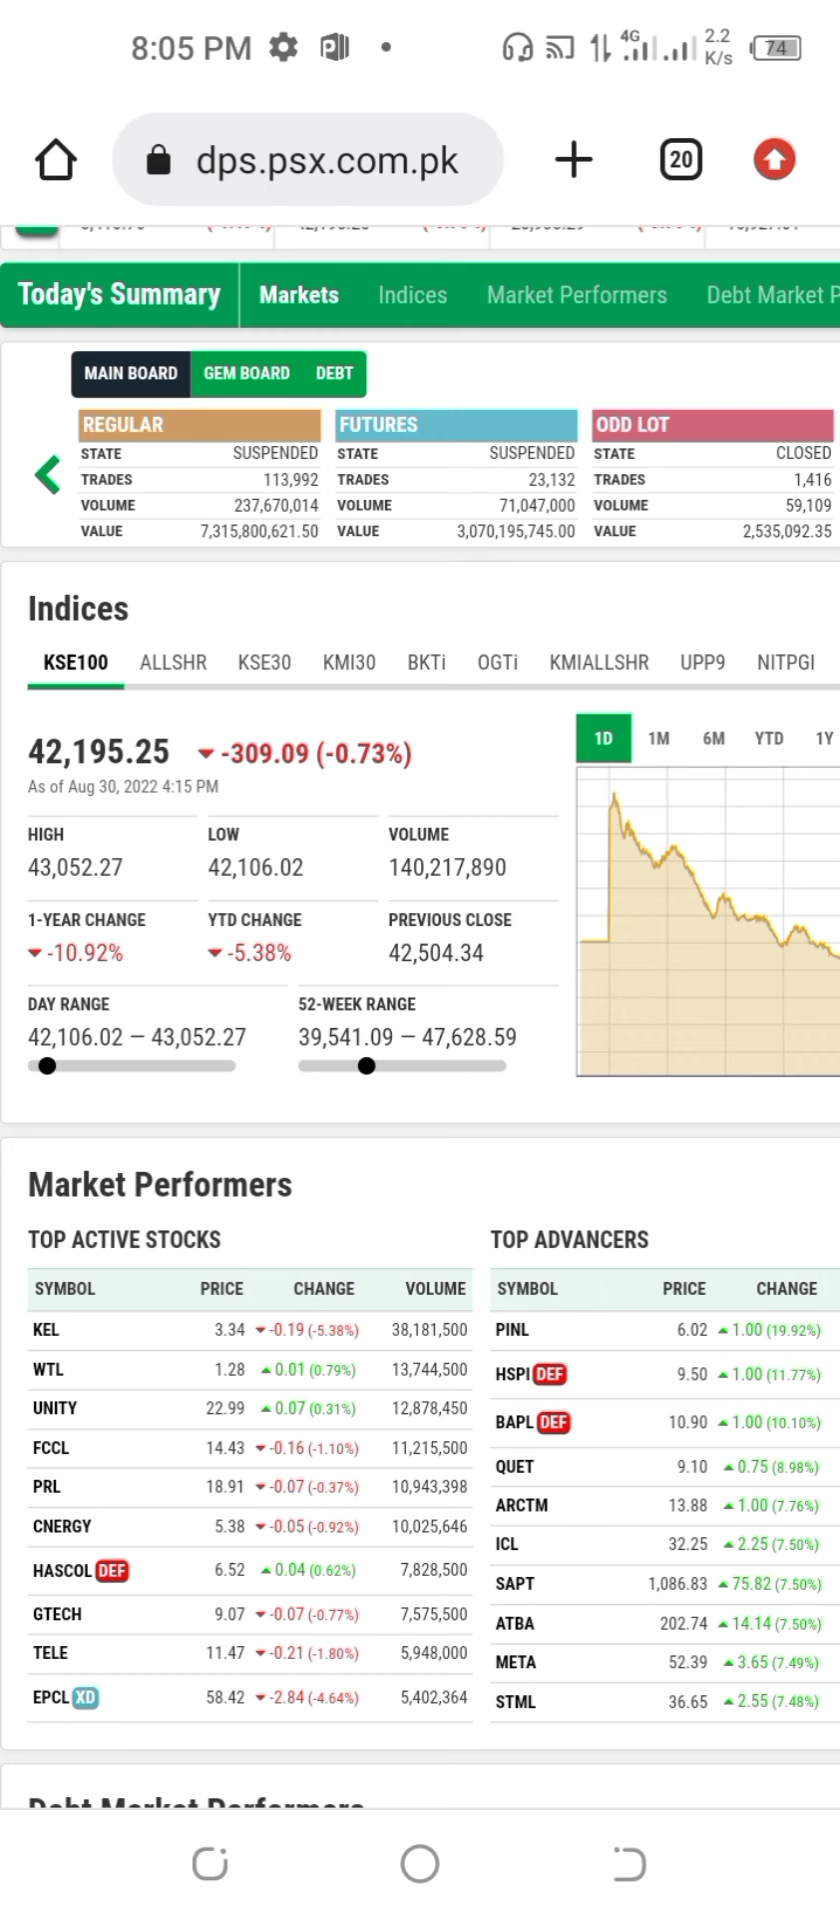 8:05 PM
4G
2.2
K/s
74
dps.psx.com.pk
20
Today's Summary
Markets
Indices
Market Performers
Debt Market P
MAIN BOARD
GEM BOARD
DEBT
REGULAR
STATE SUSPENDED
TRADES 113,992
VOLUME 237,670,014
VALUE 7,315,800,621.50
FUTURES
STATE SUSPENDED
TRADES 23,132
VOLUME 71,047,000
VALUE 3,070,195,745.00
ODD LOT
STATE CLOSED
TRADES 1,416
VOLUME 59,109
VALUE 2,535,092.35
Indices
KSE100 ALLSHR KSE30 KMI30 BKTi OGTi KMIALLSHR UPP9 NITPGI
42,195.25 -309.09 (-0.73%)
As of Aug 30, 2022 4:15 PM
1D 1M 6M YTD 1Y
HIGH LOW VOLUME
43,052.27 42,106.02 140,217,890
1-YEAR CHANGE YTD CHANGE PREVIOUS CLOSE
-10.92% -5.38% 42,504.34
DAY RANGE 52-WEEK RANGE
42,106.02 — 43,052.27 39,541.09 — 47,628.59
Market Performers
TOP ACTIVE STOCKS
SYMBOL PRICE CHANGE VOLUME
KEL 3.34 -0.19 (-5.38%) 38,181,500
WTL 1.28 0.01 (0.79%) 13,744,500
UNITY 22.99 0.07 (0.31%) 12,878,450
FCCL 14.43 -0.16 (-1.10%) 11,215,500
PRL 18.91 -0.07 (-0.37%) 10,943,398
CNERGY 5.38 -0.05 (-0.92%) 10,025,646
HASCOL DEF 6.52 0.04 (0.62%) 7,828,500
GTECH 9.07 -0.07 (-0.77%) 7,575,500
TELE 11.47 -0.21 (-1.80%) 5,948,000
EPCL XD 58.42 -2.84 (-4.64%) 5,402,364
TOP ADVANCERS
SYMBOL PRICE CHANGE
PINL 6.02 1.00 (19.92%)
HSPI DEF 9.50 1.00 (11.77%)
BAPL DEF 10.90 1.00 (10.10%)
QUET 9.10 0.75 (8.98%)
ARCTM 13.88 1.00 (7.76%)
ICL 32.25 2.25 (7.50%)
SAPT 1,086.83 75.82 (7.50%)
ATBA 202.74 14.14 (7.50%)
META 52.39 3.65 (7.49%)
STML 36.65 2.55 (7.48%)
Debt Market Performers